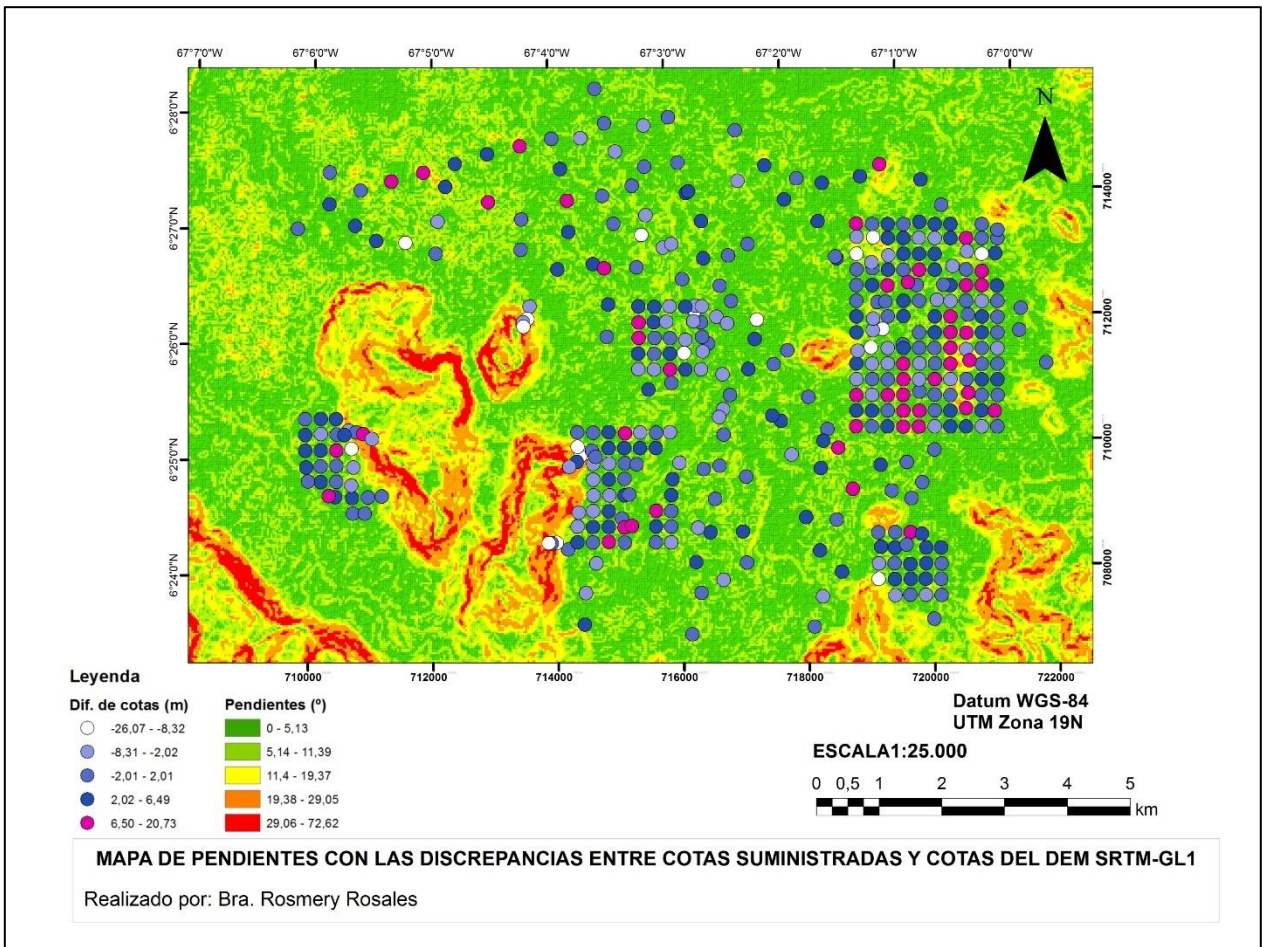 67°7'0"W 67°6'0"W 67°5'0"W 67°4'0"W 67°3'0"W 67°2'0"W 67°1'0"W 67°0'0"W
6°28'0"N
6°27'0"N
6°26'0"N
6°25'0"N
6°24'0"N
N
714000
712000
710000
708000
710000 712000 714000 716000 718000 720000 722000
Leyenda
Dif. de cotas (m) Pendientes (º)
-26,07 - -8,32 0 - 5,13
-8,31 - -2,02 5,14 - 11,39
-2,01 - 2,01 11,4 - 19,37
2,02 - 6,49 19,38 - 29,05
6,50 - 20,73 29,06 - 72,62
Datum WGS-84
UTM Zona 19N
ESCALA1:25.000
0 0,5 1 2 3 4 5
km
MAPA DE PENDIENTES CON LAS DISCREPANCIAS ENTRE COTAS SUMINISTRADAS Y COTAS DEL DEM SRTM-GL1
Realizado por: Bra. Rosmery Rosales